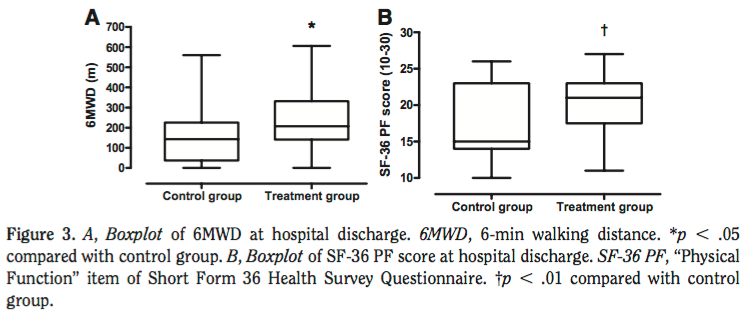 A
700
600
500
400
300
200
100
0
6MWD (m)
*
Control group
Treatment group
B
30
25
20
15
10
SF-36 PF score (10-30)
†
Control group
Treatment group
Figure 3. A, Boxplot of 6MWD at hospital discharge. 6MWD, 6-min walking distance. *p < .05
compared with control group. B, Boxplot of SF-36 PF score at hospital discharge. SF-36 PF, “Physical
Function” item of Short Form 36 Health Survey Questionnaire. †p < .01 compared with control
group.